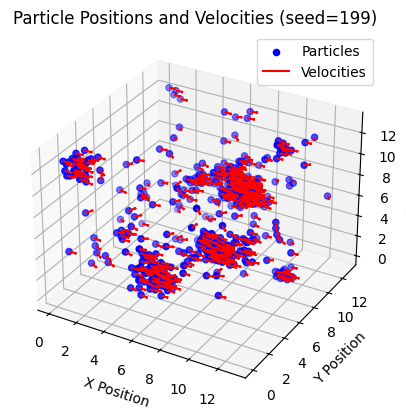 Particle Positions and Velocities (seed=199)
Particles
Velocities
12
10
8
6
4
2
0
0 2 4 6 8 10 12
X Position
0 2 4 6 8 10 12
Y Position